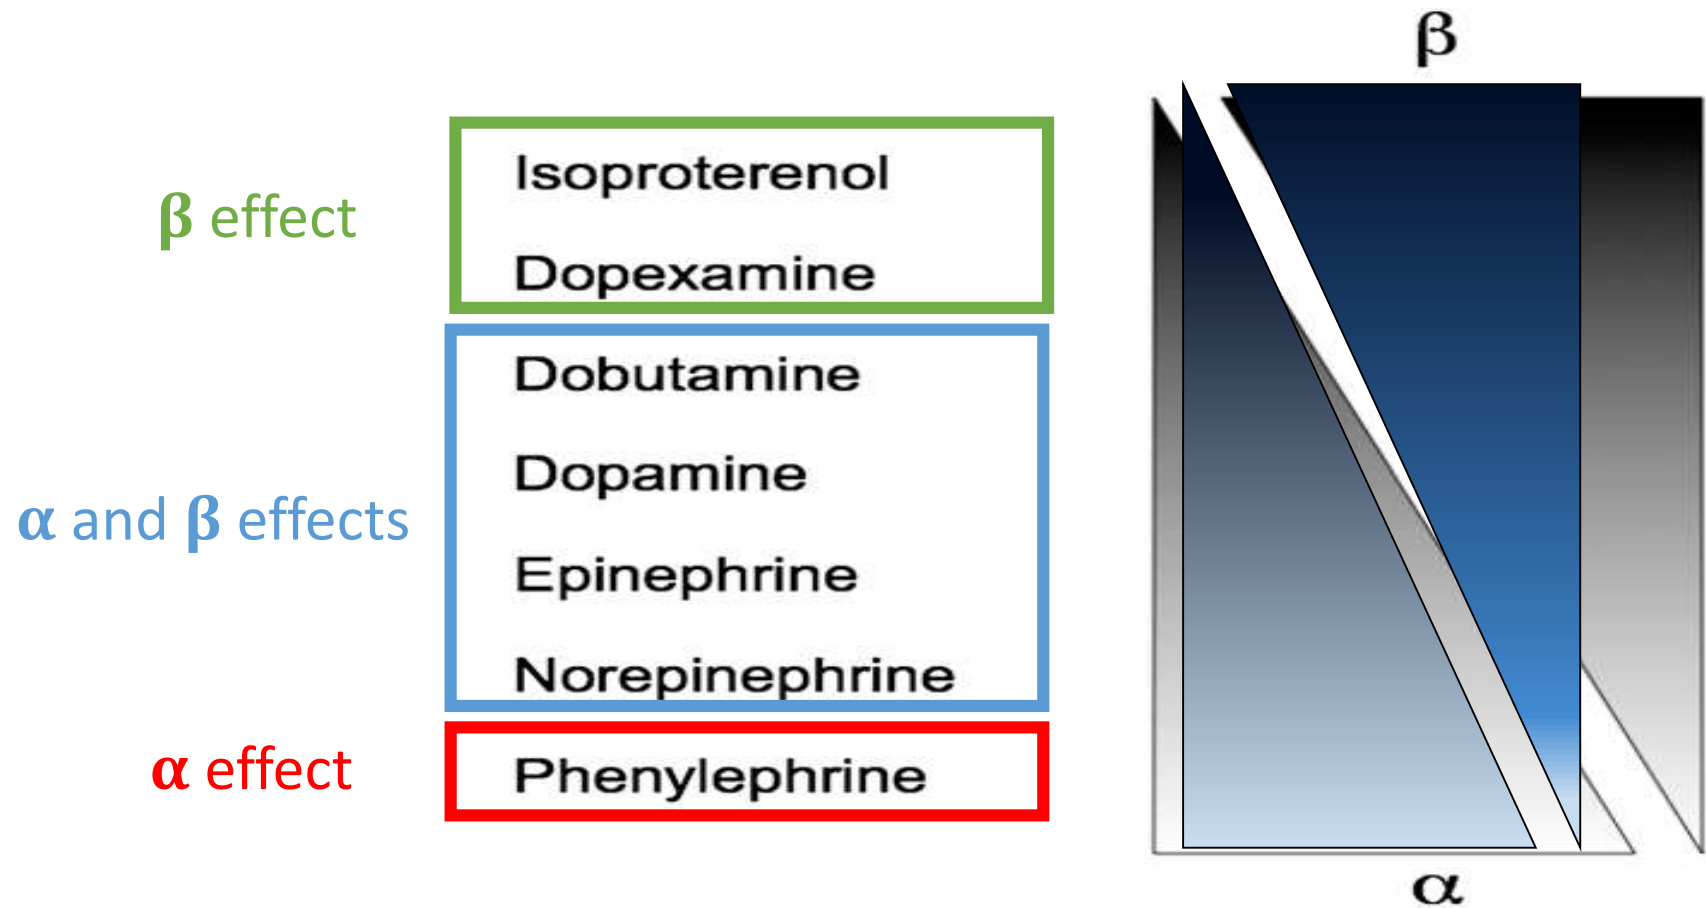 β
Isoproterenol
β effect
Dopexamine
Dobutamine
Dopamine
α and β effects
Epinephrine
Norepinephrine
α effect
Phenylephrine
α